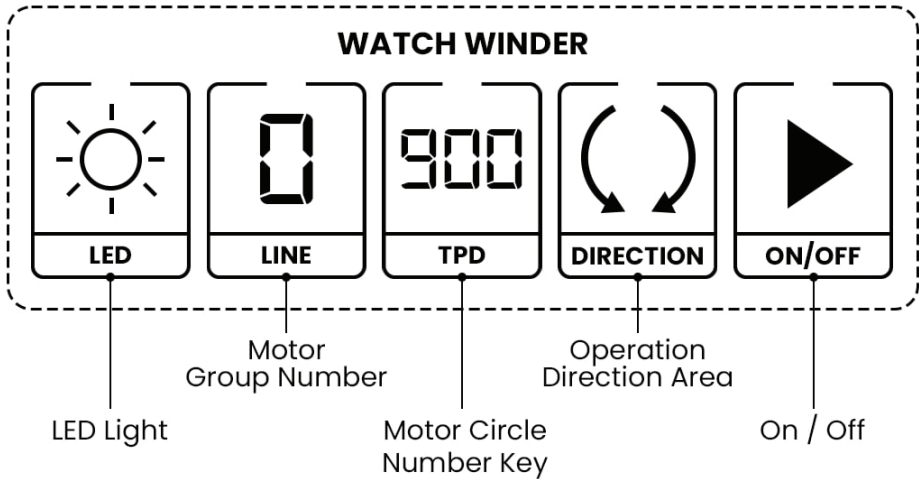 WATCH WINDER
0
900
LED
LINE
TPD
DIRECTION
ON/OFF
Motor
Group Number
Operation
Direction Area
LED Light
Motor Circle
Number Key
On / Off